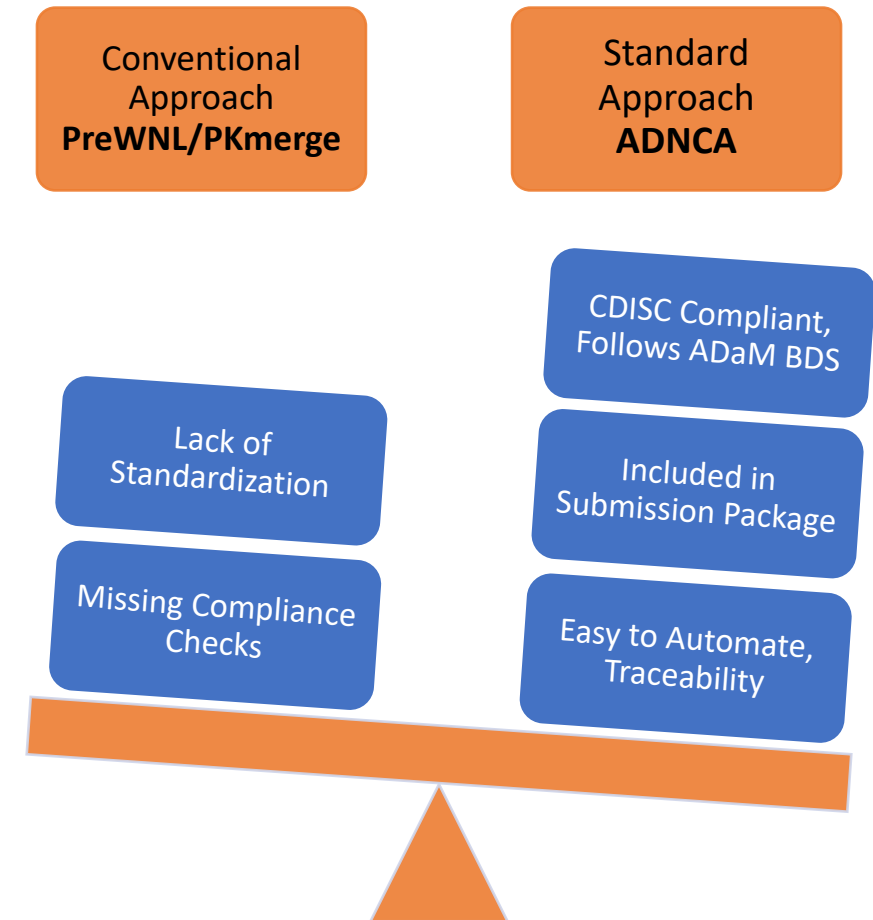 Conventional
Approach
PreWNL/PKmerge
Standard
Approach
ADNCA
Lack of
Standardization
Missing Compliance
Checks
CDISC Compliant,
Follows ADaM BDS
Included in
Submission Package
Easy to Automate,
Traceability